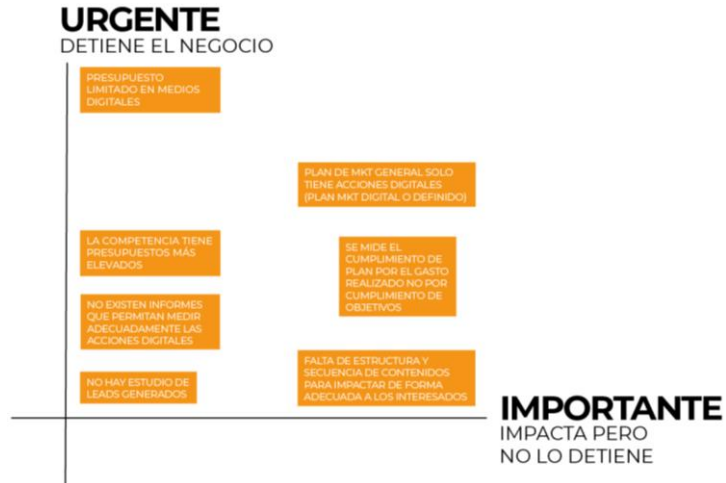 URGENTE
DETIENE EL NEGOCIO
PRESUPUESTO
LIMITADO EN MEDIOS
DIGITALES
PLAN DE MKT GENERAL SOLO
TIENE ACCIONES DIGITALES
(PLAN MKT DIGITAL O DEFINIDO)
LA COMPETENCIA TIENE
PRESUPUESTOS MÁS
ELEVADOS
SE MIDE EL
CUMPLIMIENTO DE
PLAN POR EL GASTO
REALIZADO NO POR
CUMPLIMIENTO DE
OBJETIVOS
NO EXISTEN INFORMES
QUE PERMITAN MEDIR
ADECUADAMENTE LAS
ACCIONES DIGITALES
FALTA DE ESTRUCTURA Y
SECUENCIA DE CONTENIDOS
PARA IMPACTAR DE FORMA
ADECUADA A LOS INTERESADOS
NO HAY ESTUDIO DE
LEADS GENERADOS
IMPORTANTE
IMPACTA PERO
NO LO DETIENE